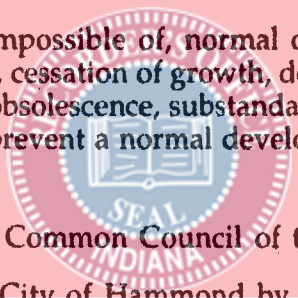 mpossible of, normal
, cessation of growth, d
obsolescence, substanda
prevent a normal develo
SEAL
INDIANA
Common Council of
City of Hammond by